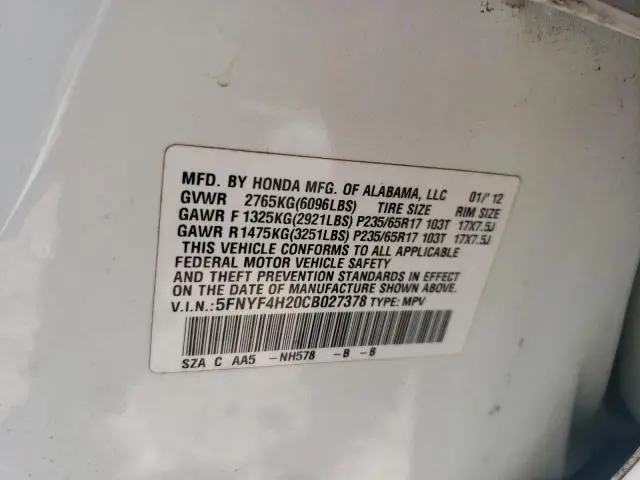 MFD. BY HONDA MFG. OF ALABAMA, LLC 01/'12
GVWR 2765KG(6096LBS) TIRE SIZE RIM SIZE
GAWR F 1325KG(2921LBS) P235/65R17 103T 17X7.5J
GAWR R1475KG(3251LBS) P235/65R17 103T 17X7.5J
THIS VEHICLE CONFORMS TO ALL APPLICABLE
FEDERAL MOTOR VEHICLE SAFETY
AND THEFT PREVENTION STANDARDS IN EFFECT
ON THE DATE OF MANUFACTURE SHOWN ABOVE.
V.I.N.:5FNYF4H20CB027378 TYPE: MPV
SZA C AA5 -NH578 -B -B